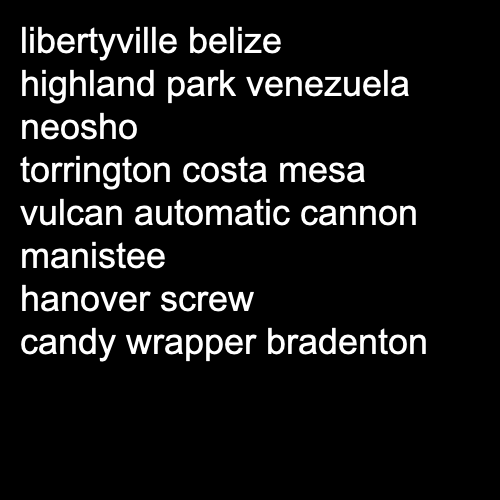 libertyville belize
highland park venezuela
neosho
torrington costa mesa
vulcan automatic cannon
manistee
hanover screw
candy wrapper bradenton